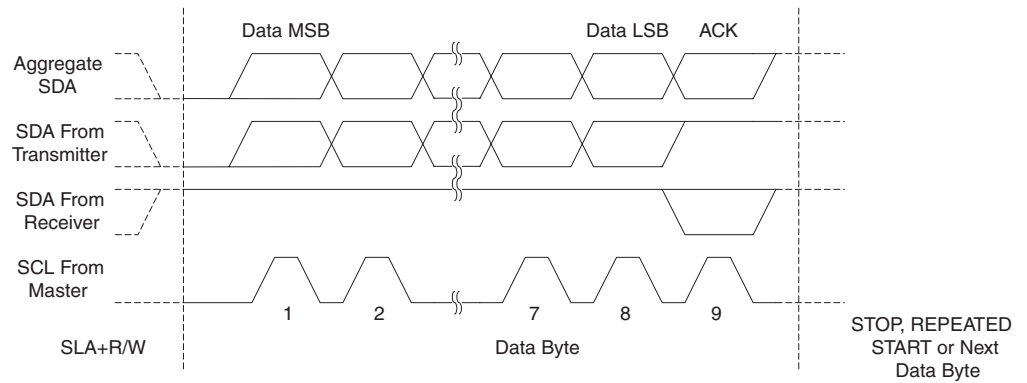 Data MSB
Data LSB
ACK
Aggregate
SDA
SDA From
Transmitter
SDA From
Receiver
SCL From
Master
1
2
7
8
9
SLA+R/W
Data Byte
STOP, REPEATED
START or Next
Data Byte